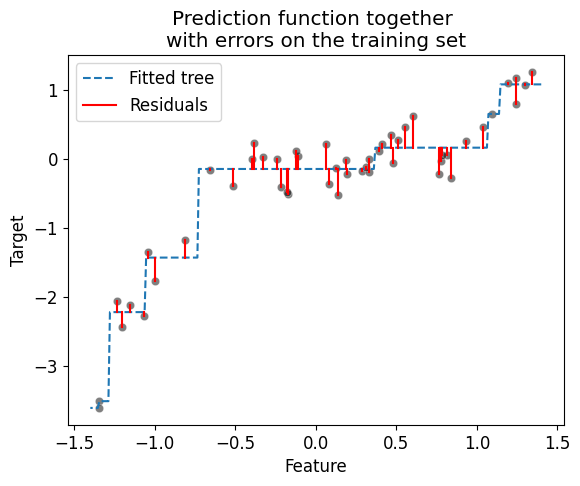 Prediction function together
with errors on the training set
Fitted tree
Residuals
1
0
−1
−2
−3
Target
−1.5
−1.0
−0.5
0.0
0.5
1.0
1.5
Feature